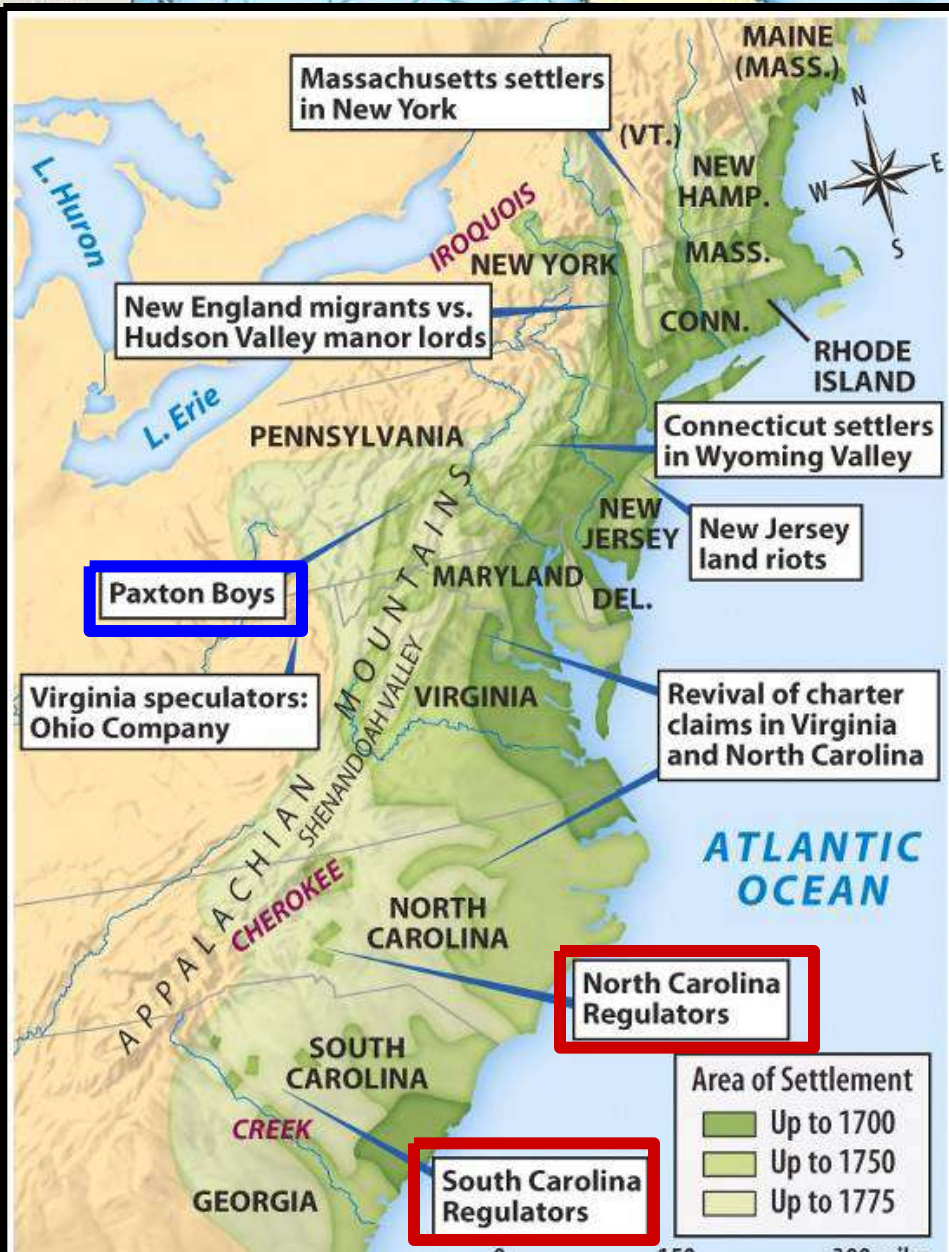 MAINE
(MASS.)
Massachusetts settlers
in New York
(VT.)
N
E
W
S
L. Huron
NEW
HAMP.
IROQUOIS
MASS.
NEW YORK
New England migrants vs.
Hudson Valley manor lords
CONN.
RHODE
ISLAND
L. Erie
PENNSYLVANIA
Connecticut settlers
in Wyoming Valley
NEW
JERSEY
New Jersey
land riots
Paxton Boys
MARYLAND
DEL.
Virginia speculators:
Ohio Company
APPALACHIAN MOUNTAINS
SHENANDOAH VALLEY
VIRGINIA
Revival of charter
claims in Virginia
and North Carolina
ATLANTIC
OCEAN
CHEROKEE
NORTH
CAROLINA
North Carolina
Regulators
SOUTH
CAROLINA
CREEK
South Carolina
Regulators
GEORGIA
Area of Settlement
Up to 1700
Up to 1750
Up to 1775